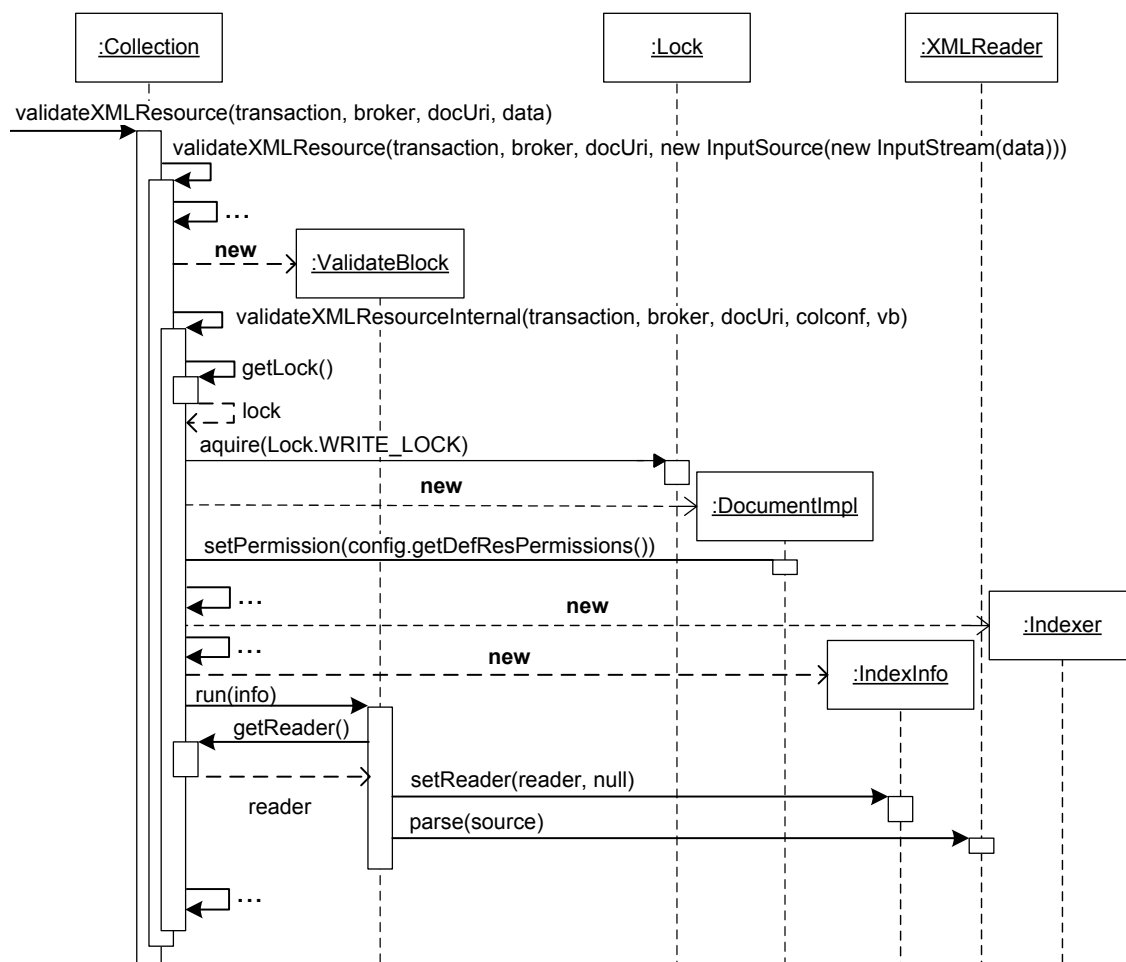 :Collection
:Lock
:XMLReader
validateXMLResource(transaction, broker, docUri, data)
validateXMLResource(transaction, broker, docUri, new InputSource(new InputStream(data)))
...
new
:ValidateBlock
validateXMLResourceInternal(transaction, broker, docUri, colconf, vb)
getLock()
lock
aquire(Lock.WRITE_LOCK)
new
:DocumentImpl
setPermission(config.getDefResPermissions())
...
new
:Indexer
...
new
:IndexInfo
run(info)
getReader()
reader
setReader(reader, null)
parse(source)
...